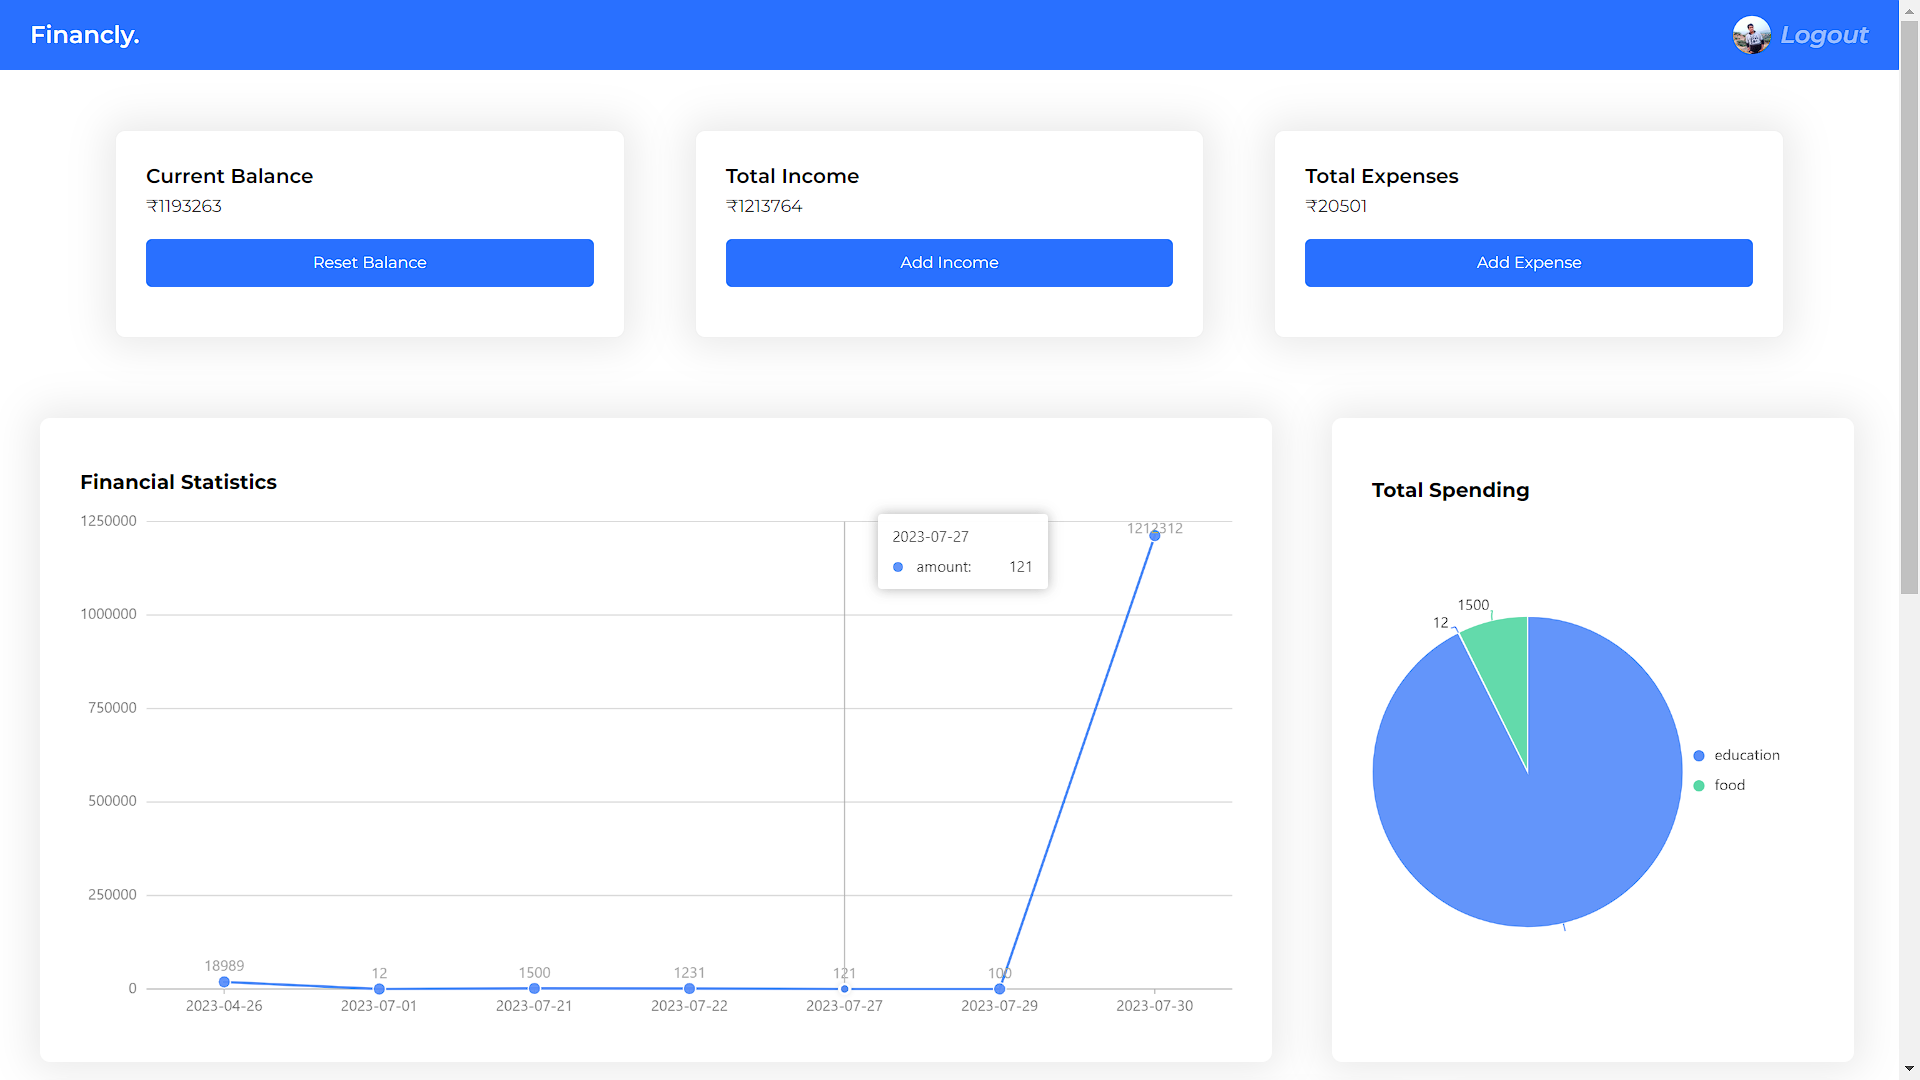 Financly.
Logout
Current Balance
₹1193263
Reset Balance
Total Income
₹1213764
Add Income
Total Expenses
₹20501
Add Expense
Financial Statistics
1250000
1000000
750000
500000
250000
0
2023-07-27
amount: 121
1212312
18989
12
1500
1231
121
100
2023-04-26
2023-07-01
2023-07-21
2023-07-22
2023-07-27
2023-07-29
2023-07-30
Total Spending
1500
12
education
food